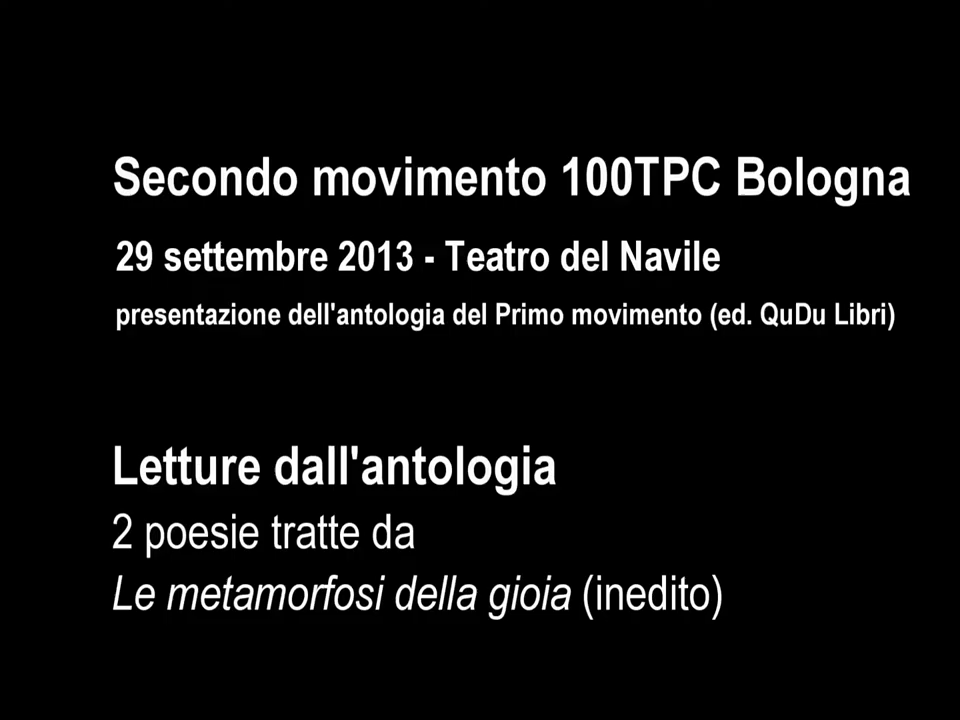 Secondo movimento 100TPC Bologna
29 settembre 2013 - Teatro del Navile
presentazione dell'antologia del Primo movimento (ed. QuDu Libri)
Letture dall'antologia
2 poesie tratte da
Le metamorfosi della gioia (inedito)